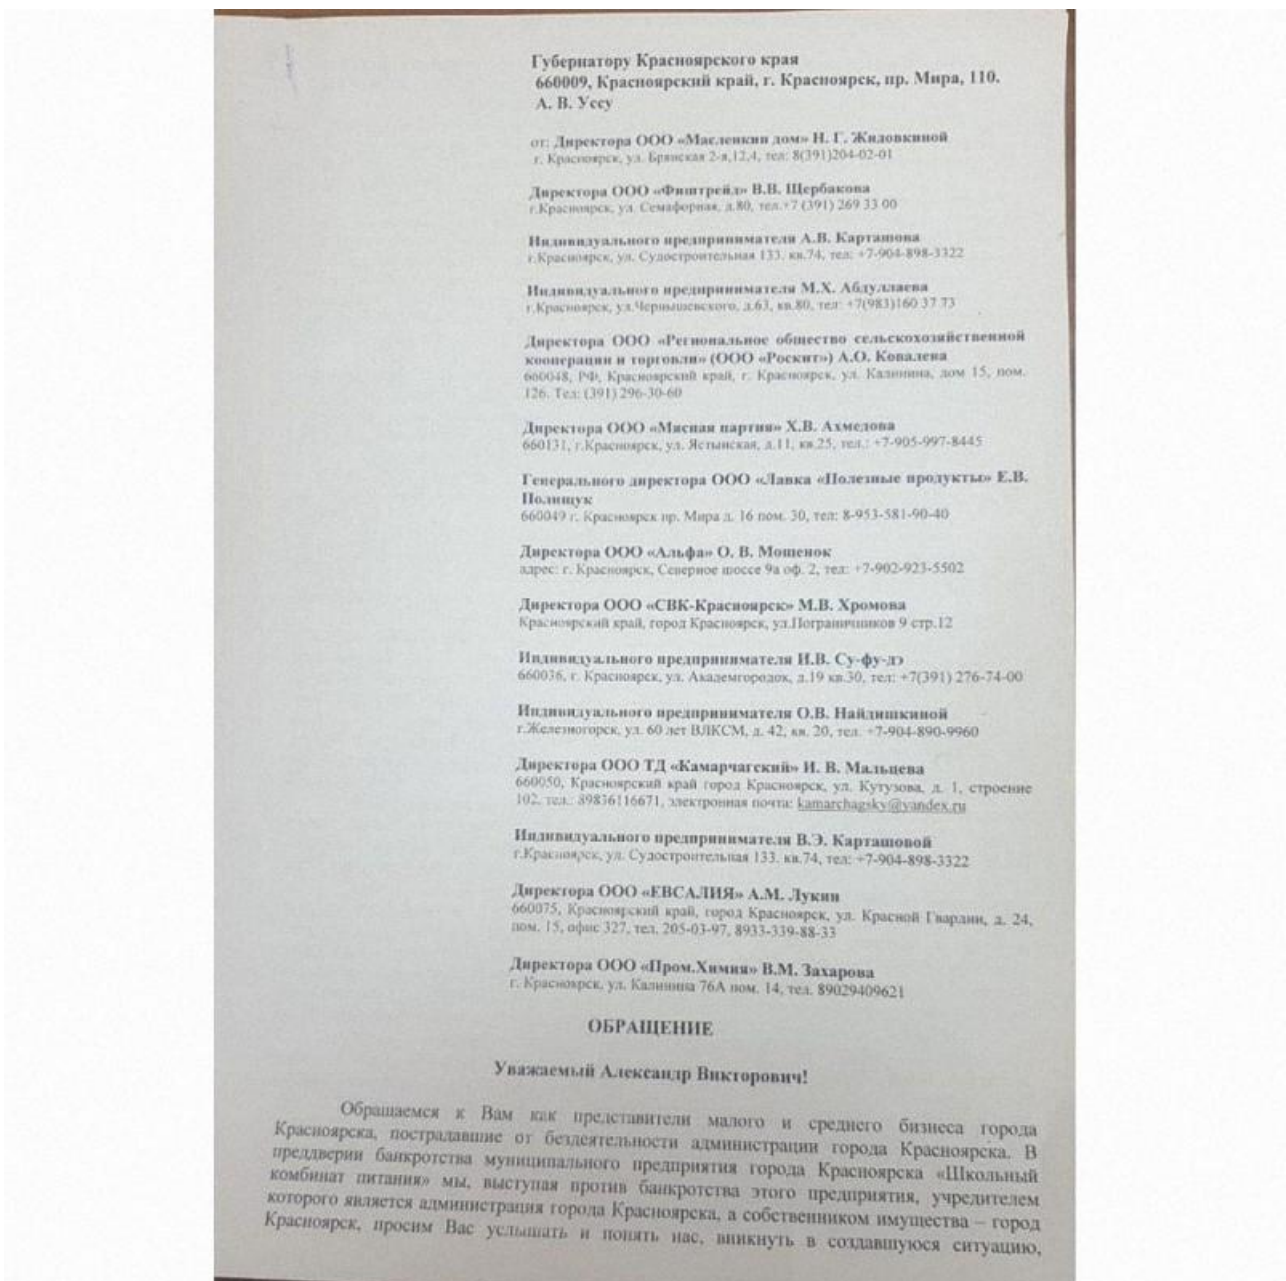 Губернатору Красноярского края
660009, Красноярский край, г. Красноярск, пр. Мира, 110.
А. В. Уссу
от: Директора ООО «Масленкин дом» Н. Г. Жидовкиной
г. Красноярск, ул. Брянская 2-я,12,4, тел: 8(391)204-02-01
Директора ООО «Фиштрейд» В.В. Щербакова
г.Красноярск, ул. Семафорная, д.80, тел.+7 (391) 269 33 00
Индивидуального предпринимателя А.В. Карташова
г.Красноярск, ул. Судостроительная 133. кв.74, тел: +7-904-898-3322
Индивидуального предпринимателя М.Х. Абдуллаева
г.Красноярск, ул.Чернышевского, д.63, кв.80, тел: +7(983)160 37 73
Директора ООО «Региональное общество сельскохозяйственной
кооперации и торговли» (ООО «Роскит») А.О. Ковалева
660048, РФ, Красноярский край, г. Красноярск, ул. Калинина, дом 15, пом.
126. Тел: (391) 296-30-60
Директора ООО «Мясная партия» Х.В. Ахмедова
660131, г.Красноярск, ул. Ястынская, д.11, кв.25, тел.: +7-905-997-8445
Генерального директора ООО «Лавка «Полезные продукты» Е.В.
Полищук
660049 г. Красноярск пр. Мира д. 16 пом. 30, тел: 8-953-581-90-40
Директора ООО «Альфа» О. В. Мошенок
адрес: г. Красноярск, Северное шоссе 9а оф. 2, тел: +7-902-923-5502
Директора ООО «СВК-Красноярск» М.В. Хромова
Красноярский край, город Красноярск, ул.Пограничников 9 стр.12
Индивидуального предпринимателя И.В. Су-фу-дэ
660036, г. Красноярск, ул. Академгородок, д.19 кв.30, тел: +7(391) 276-74-00
Индивидуального предпринимателя О.В. Найдишкиной
г.Железногорск, ул. 60 лет ВЛКСМ, д. 42, кв. 20, тел. +7-904-890-9960
Директора ООО ТД «Камарчагский» И. В. Мальцева
660050, Красноярский край город Красноярск, ул. Кутузова, д. 1, строение
102. тел.: 89836116671, электронная почта: kamarchagsky@yandex.ru
Индивидуального предпринимателя В.Э. Карташовой
г.Красноярск, ул. Судостроительная 133. кв.74, тел: +7-904-898-3322
Директора ООО «ЕВСАЛИЯ» А.М. Лукин
660075, Красноярский край, город Красноярск, ул. Красной Гвардии, д. 24,
пом. 15, офис 327, тел. 205-03-97, 8933-339-88-33
Директора ООО «Пром.Химия» В.М. Захарова
г. Красноярск, ул. Калинина 76А пом. 14, тел. 89029409621
ОБРАЩЕНИЕ
Уважаемый Александр Викторович!
Обращаемся к Вам как представители малого и среднего бизнеса города
Красноярска, пострадавшие от бездеятельности администрации города Красноярска. В
преддверии банкротства муниципального предприятия города Красноярска «Школьный
комбинат питания» мы, выступая против банкротства этого предприятия, учредителем
которого является администрация города Красноярска, а собственником имущества – город
Красноярск, просим Вас услышать и понять нас, вникнуть в создавшуюся ситуацию,